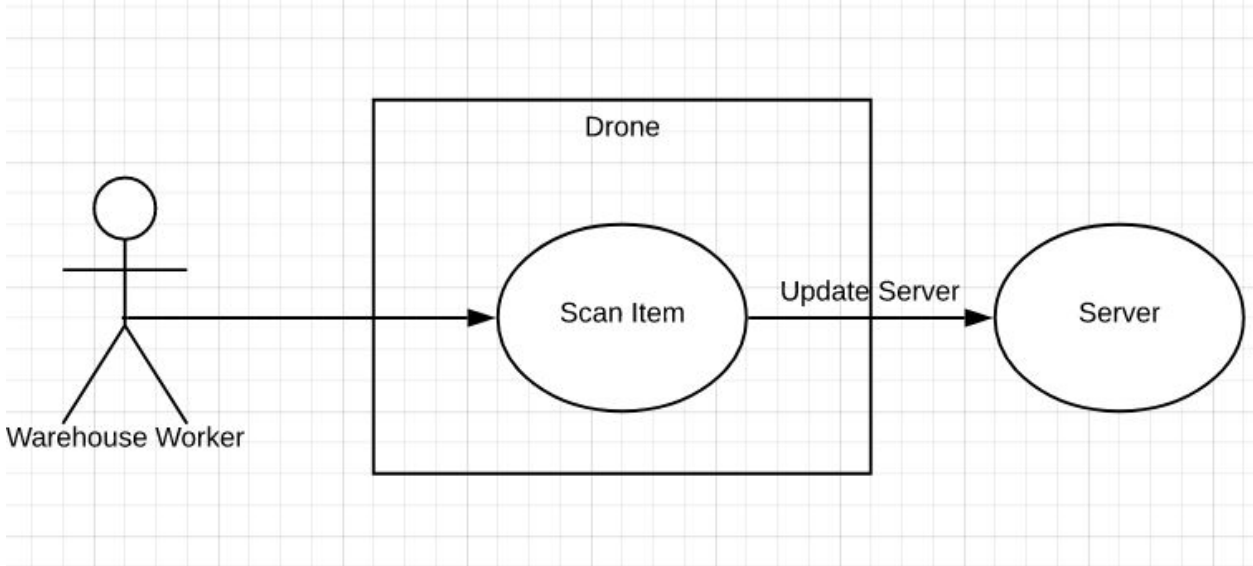 Drone
Update Server
Scan Item
Server
Warehouse Worker